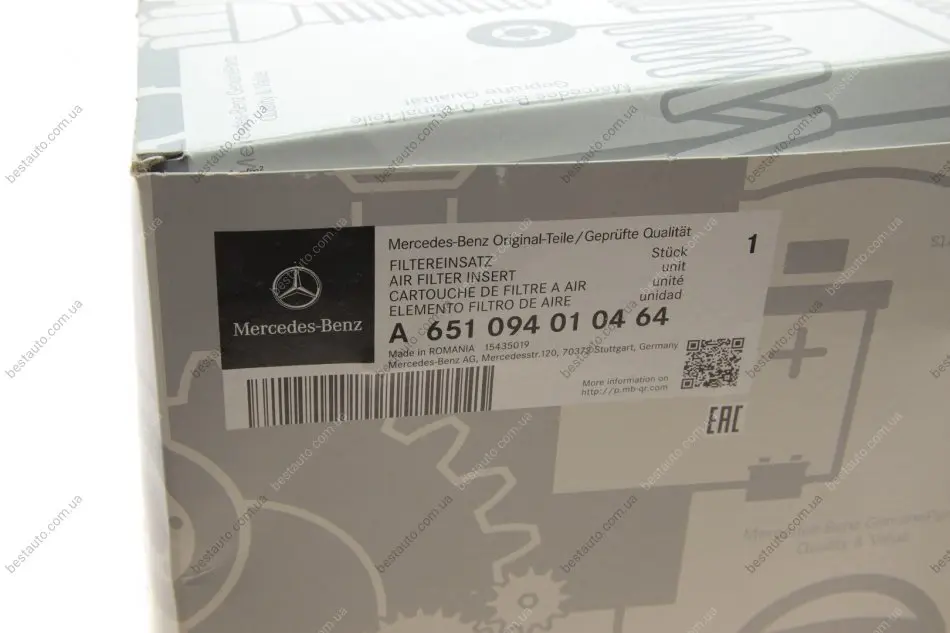 Mercedes-Benz Original-Teile/Geprüfte Qualität
FILTEREINSATZ
AIR FILTER INSERT
CARTOUCHE DE FILTRE A AIR
ELEMENTO FILTRO DE AIRE
Stück
unit
unité
unidad
1
A 651 094 01 04 64
Made in ROMANIA 15435019
Mercedes-Benz AG, Mercedesstr.120, 70372 Stuttgart, Germany
Mercedes-Benz
More information on
http://p.mb-qr.com
EAC
Quality & Value
bestauto.com.ua